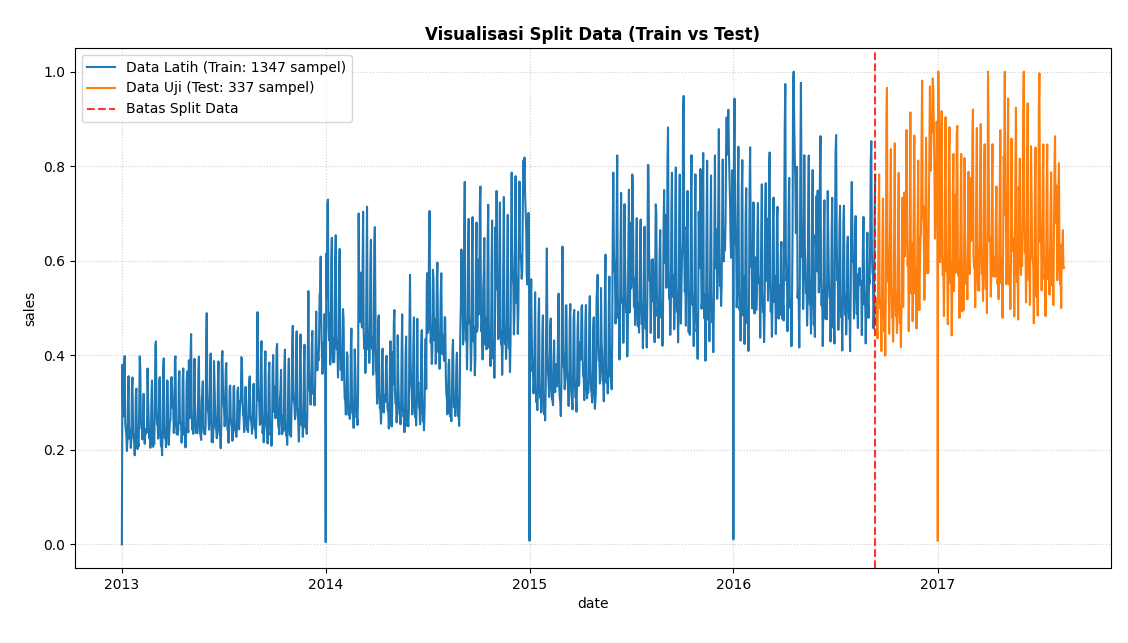 Visualisasi Split Data (Train vs Test)
Data Latih (Train: 1347 sampel)
Data Uji (Test: 337 sampel)
Batas Split Data
sales
1.0
0.8
0.6
0.4
0.2
0.0
2013
2014
2015
2016
2017
date